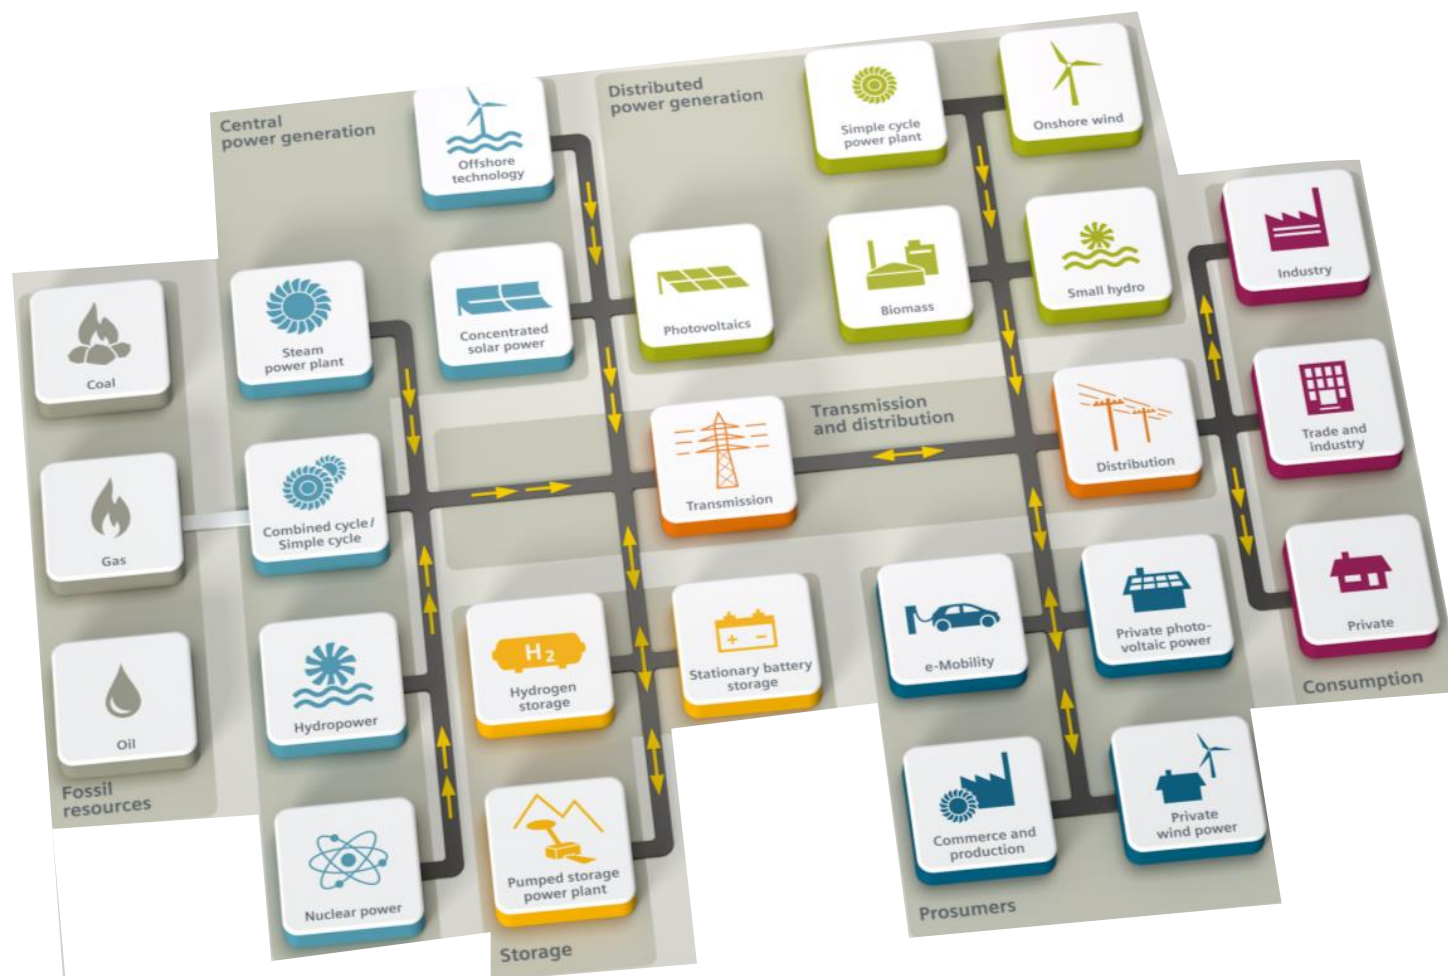 Central
power generation
Offshore
technology
Steam
power plant
Concentrated
solar power
Combined cycle /
Simple cycle
Hydropower
Nuclear power
Distributed
power generation
Simple cycle
power plant
Onshore wind
Photovoltaics
Biomass
Small hydro
Coal
Gas
Oil
Fossil
resources
Transmission
and distribution
Transmission
Distribution
Industry
Trade and
industry
Private
Consumption
H2
Hydrogen
storage
Stationary battery
storage
Pumped storage
power plant
Storage
e-Mobility
Private photo-
voltaic power
Commerce and
production
Private
wind power
Prosumers